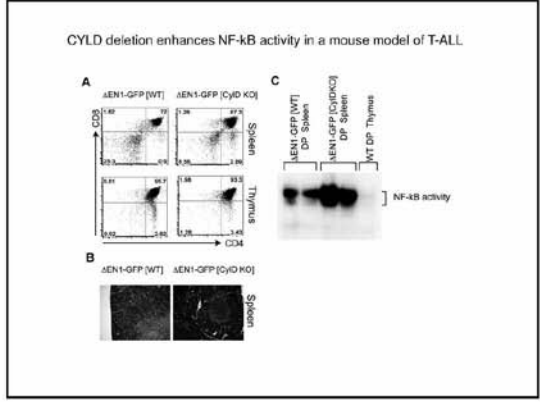 CYLD deletion enhances NF-kB activity in a mouse model of T-ALL
A
ΔEN1-GFP [WT]
ΔEN1-GFP [CylD KO]
CD8
Spleen
Thymus
CD4
B
ΔEN1-GFP [WT]
ΔEN1-GFP [CylD KO]
Spleen
C
ΔEN1-GFP [WT]
DP Spleen
ΔEN1-GFP [CylDKO]
DP Spleen
WT DP Thymus
NF-kB activity